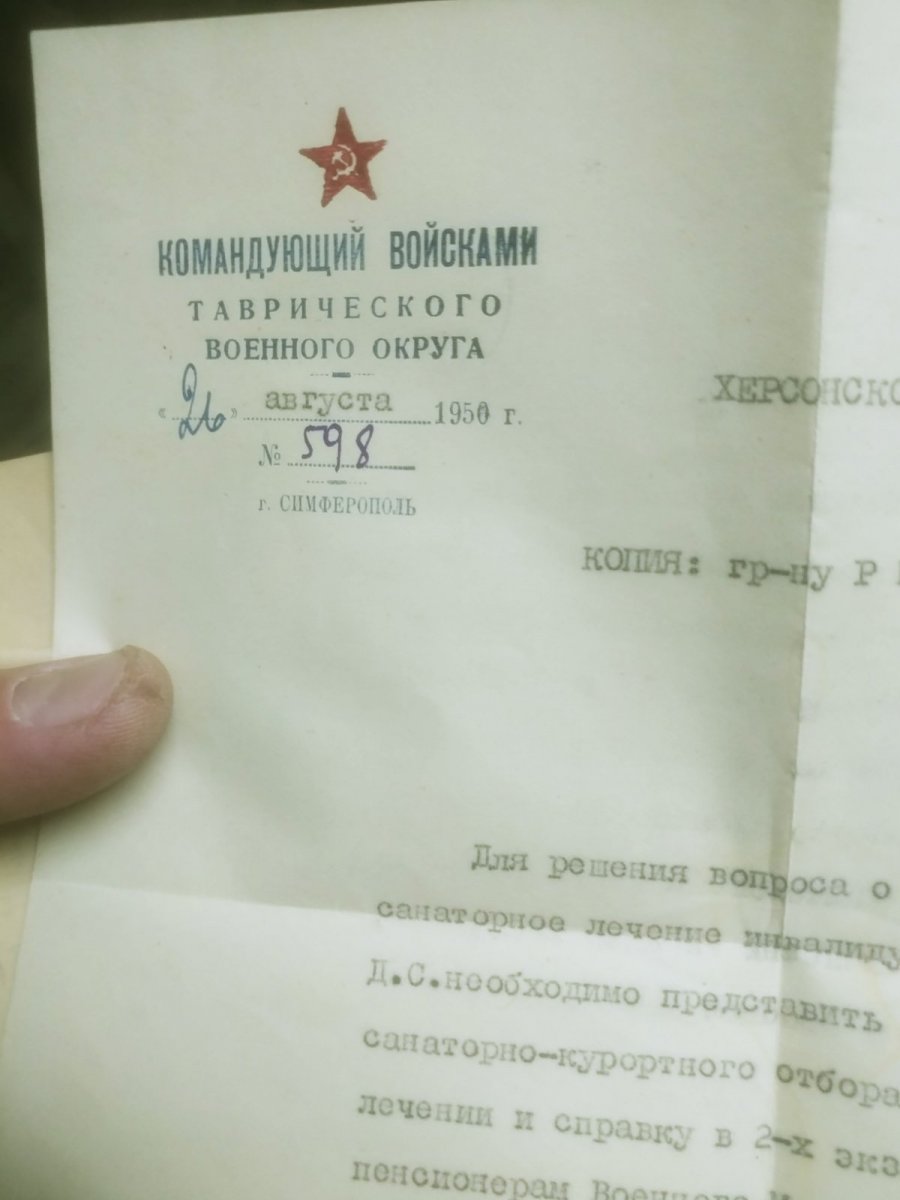 КОМАНДУЮЩИЙ ВОЙСКАМИ
ТАВРИЧЕСКОГО
ВОЕННОГО ОКРУГА
«26» августа 1950 г.
№ 598
г. СИМФЕРОПОЛЬ
ХЕРСОНСКО
КОПИЯ: гр-ну Р
Для решения вопроса о
санаторное лечение инвалиду
Д.С.необходимо представить
санаторно-курортного отбора
лечении и справку в 2-х экз
пенсионерам Военного